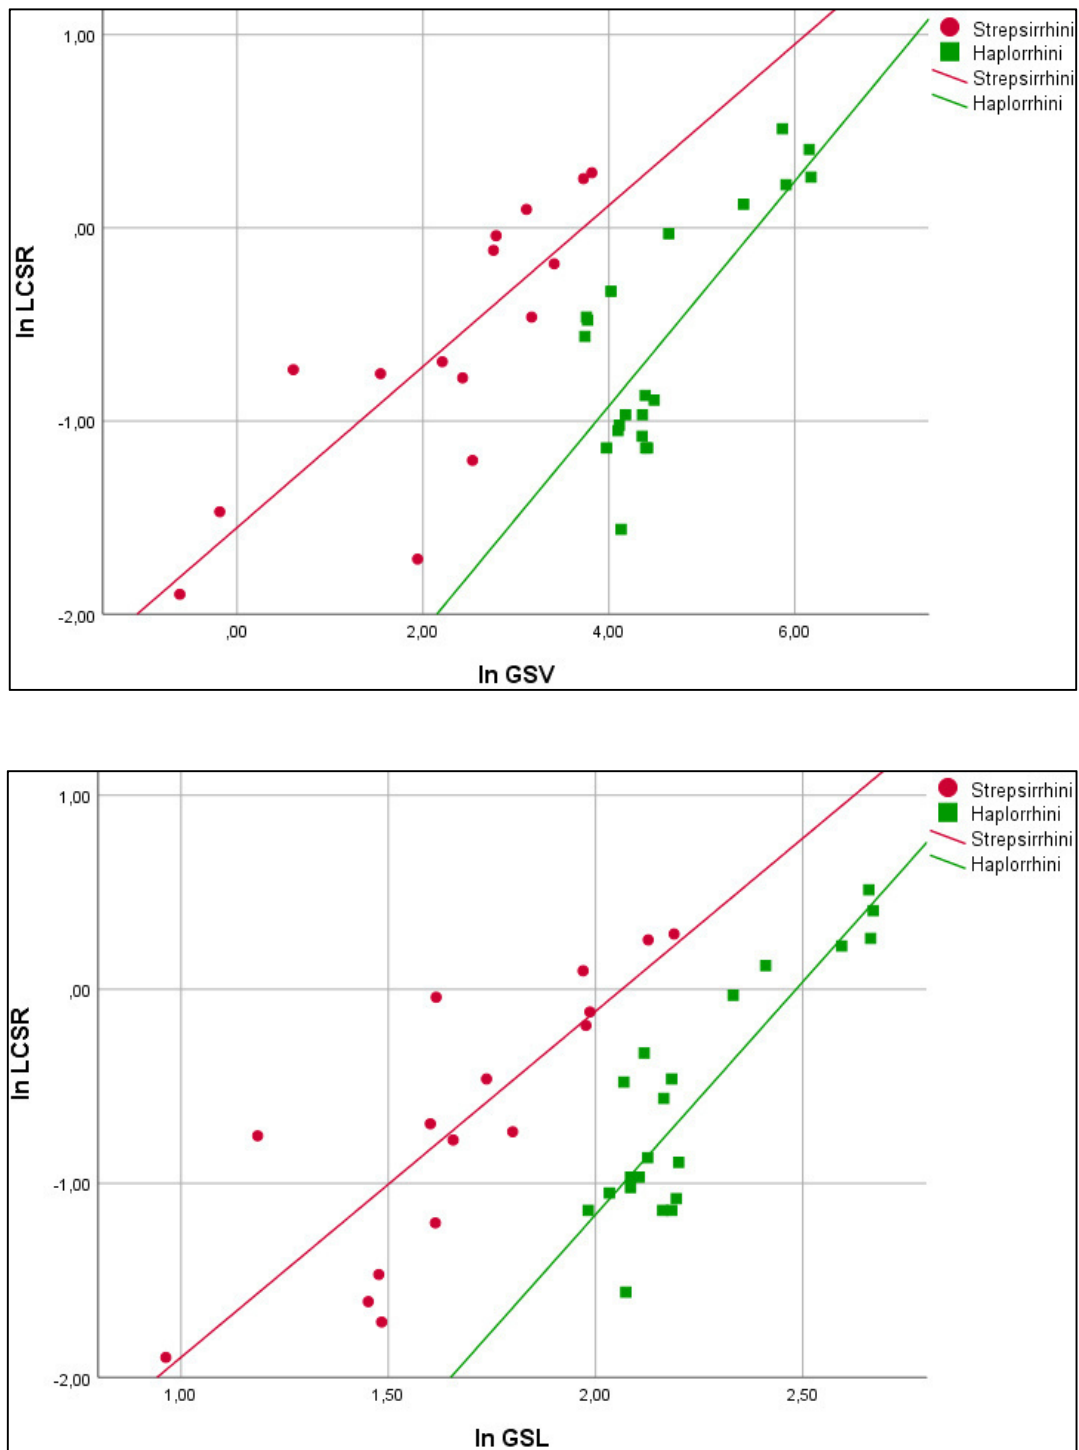 1,00
,00
-1,00
-2,00
ln LCSR
,00 2,00 4,00 6,00
ln GSV
Strepsirrhini
Haplorrhini
Strepsirrhini
Haplorrhini
1,00
,00
-1,00
-2,00
ln LCSR
1,00 1,50 2,00 2,50
ln GSL
Strepsirrhini
Haplorrhini
Strepsirrhini
Haplorrhini